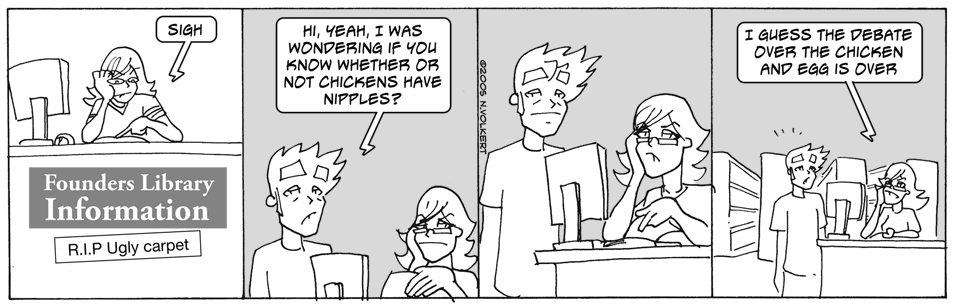 SIGH
Founders Library
Information
R.I.P Ugly carpet
HI, YEAH, I WAS
WONDERING IF YOU
KNOW WHETHER OR
NOT CHICKENS HAVE
NIPPLES?
©2005 N.VOLKERT
I GUESS THE DEBATE
OVER THE CHICKEN
AND EGG IS OVER